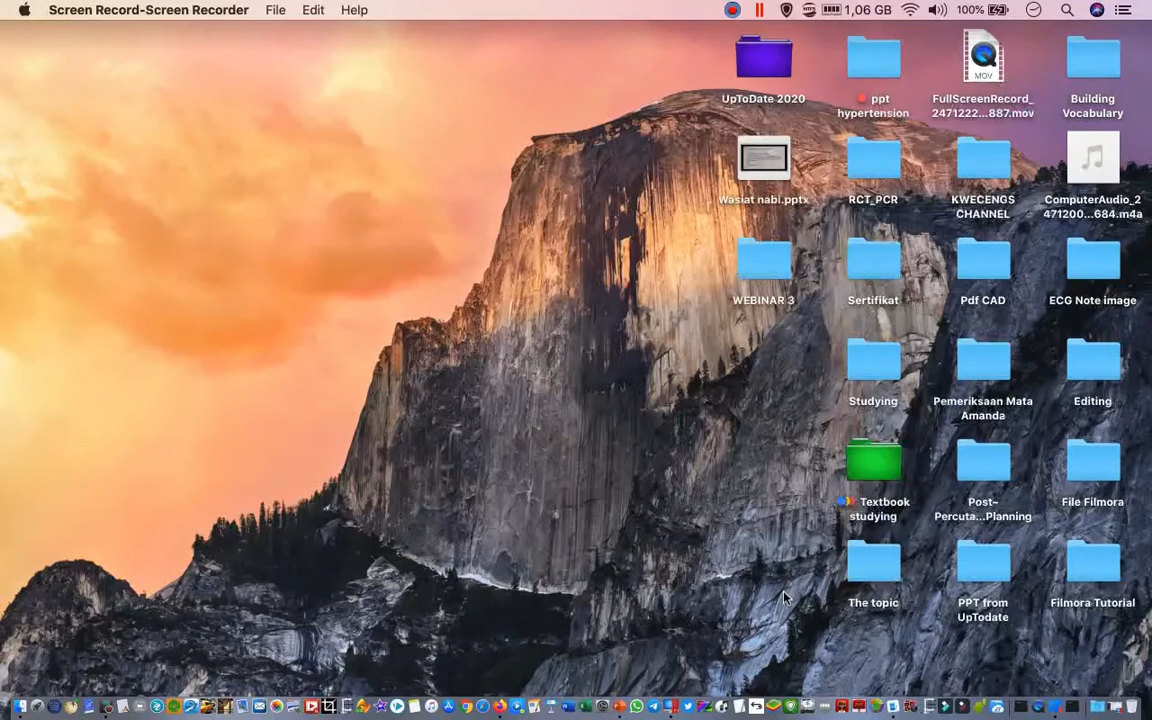 Screen Record-Screen Recorder File Edit Help 1,06 GB 100%
UpToDate 2020
ppt
hypertension
FullScreenRecord_
2471222...887.mov
Building
Vocabulary
MOV
Wasiat nabi.pptx
RCT_PCR
KWECENGS
CHANNEL
ComputerAudio_2
471200...684.m4a
WEBINAR 3
Sertifikat
Pdf CAD
ECG Note image
Studying
Pemeriksaan Mata
Amanda
Editing
Textbook
studying
Post-
Percuta...Planning
File Filmora
The topic
PPT from
UpTodate
Filmora Tutorial